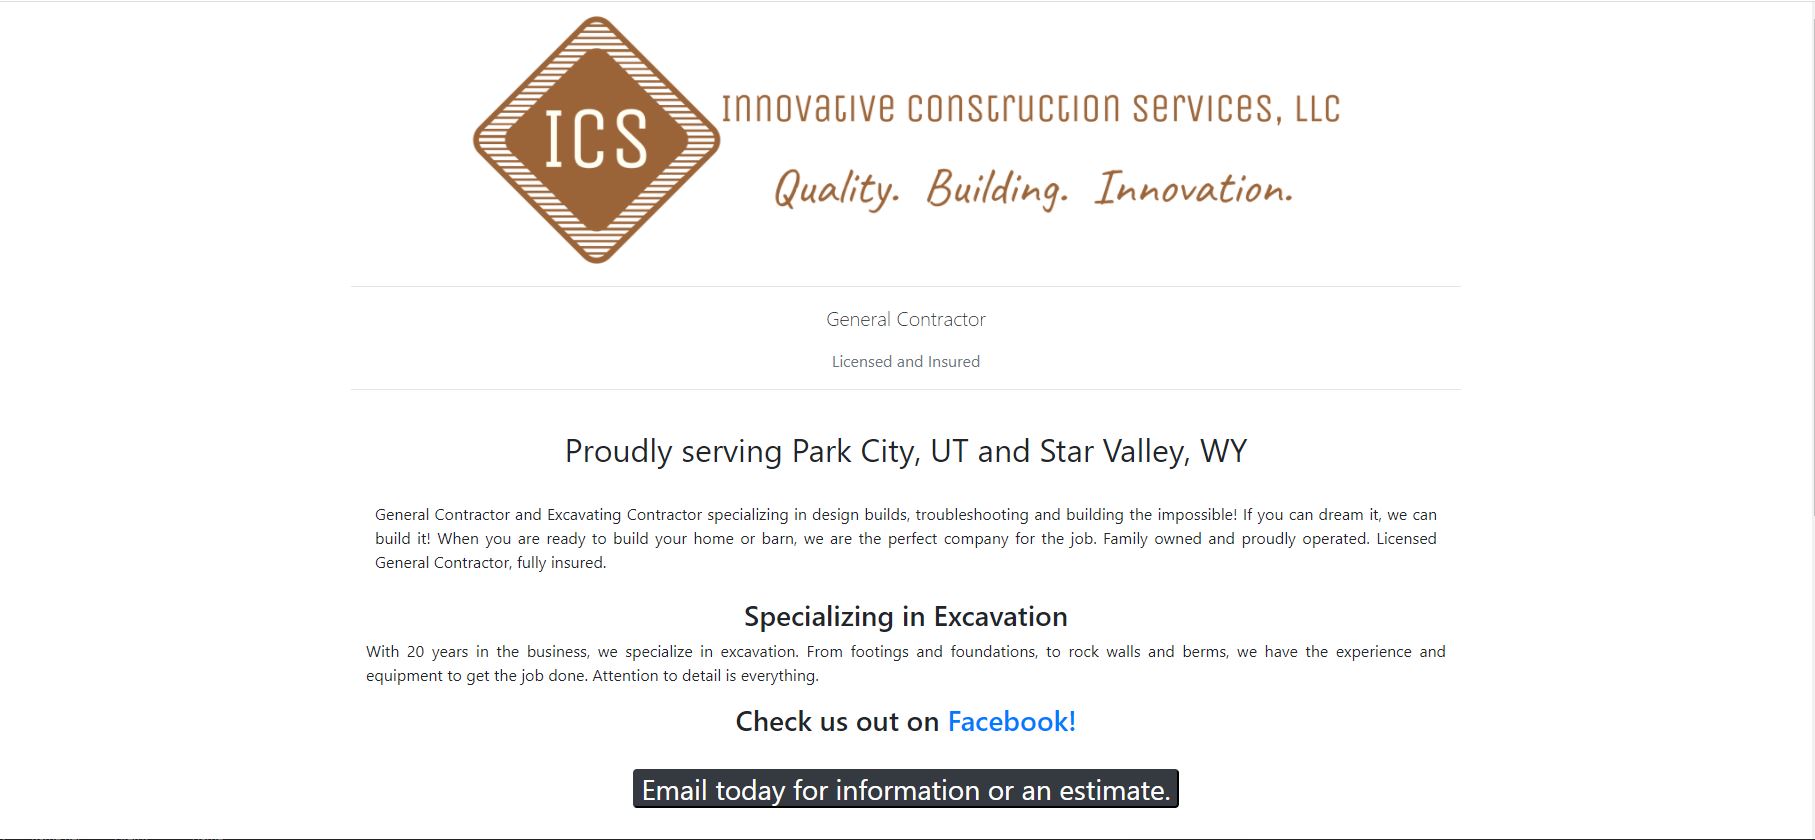 ICS
Innovative Construction Services, LLC
Quality. Building. Innovation.
General Contractor
Licensed and Insured
Proudly serving Park City, UT and Star Valley, WY
General Contractor and Excavating Contractor specializing in design builds, troubleshooting and building the impossible! If you can dream it, we can
build it! When you are ready to build your home or barn, we are the perfect company for the job. Family owned and proudly operated. Licensed
General Contractor, fully insured.
Specializing in Excavation
With 20 years in the business, we specialize in excavation. From footings and foundations, to rock walls and berms, we have the experience and
equipment to get the job done. Attention to detail is everything.
Check us out on Facebook!
Email today for information or an estimate.